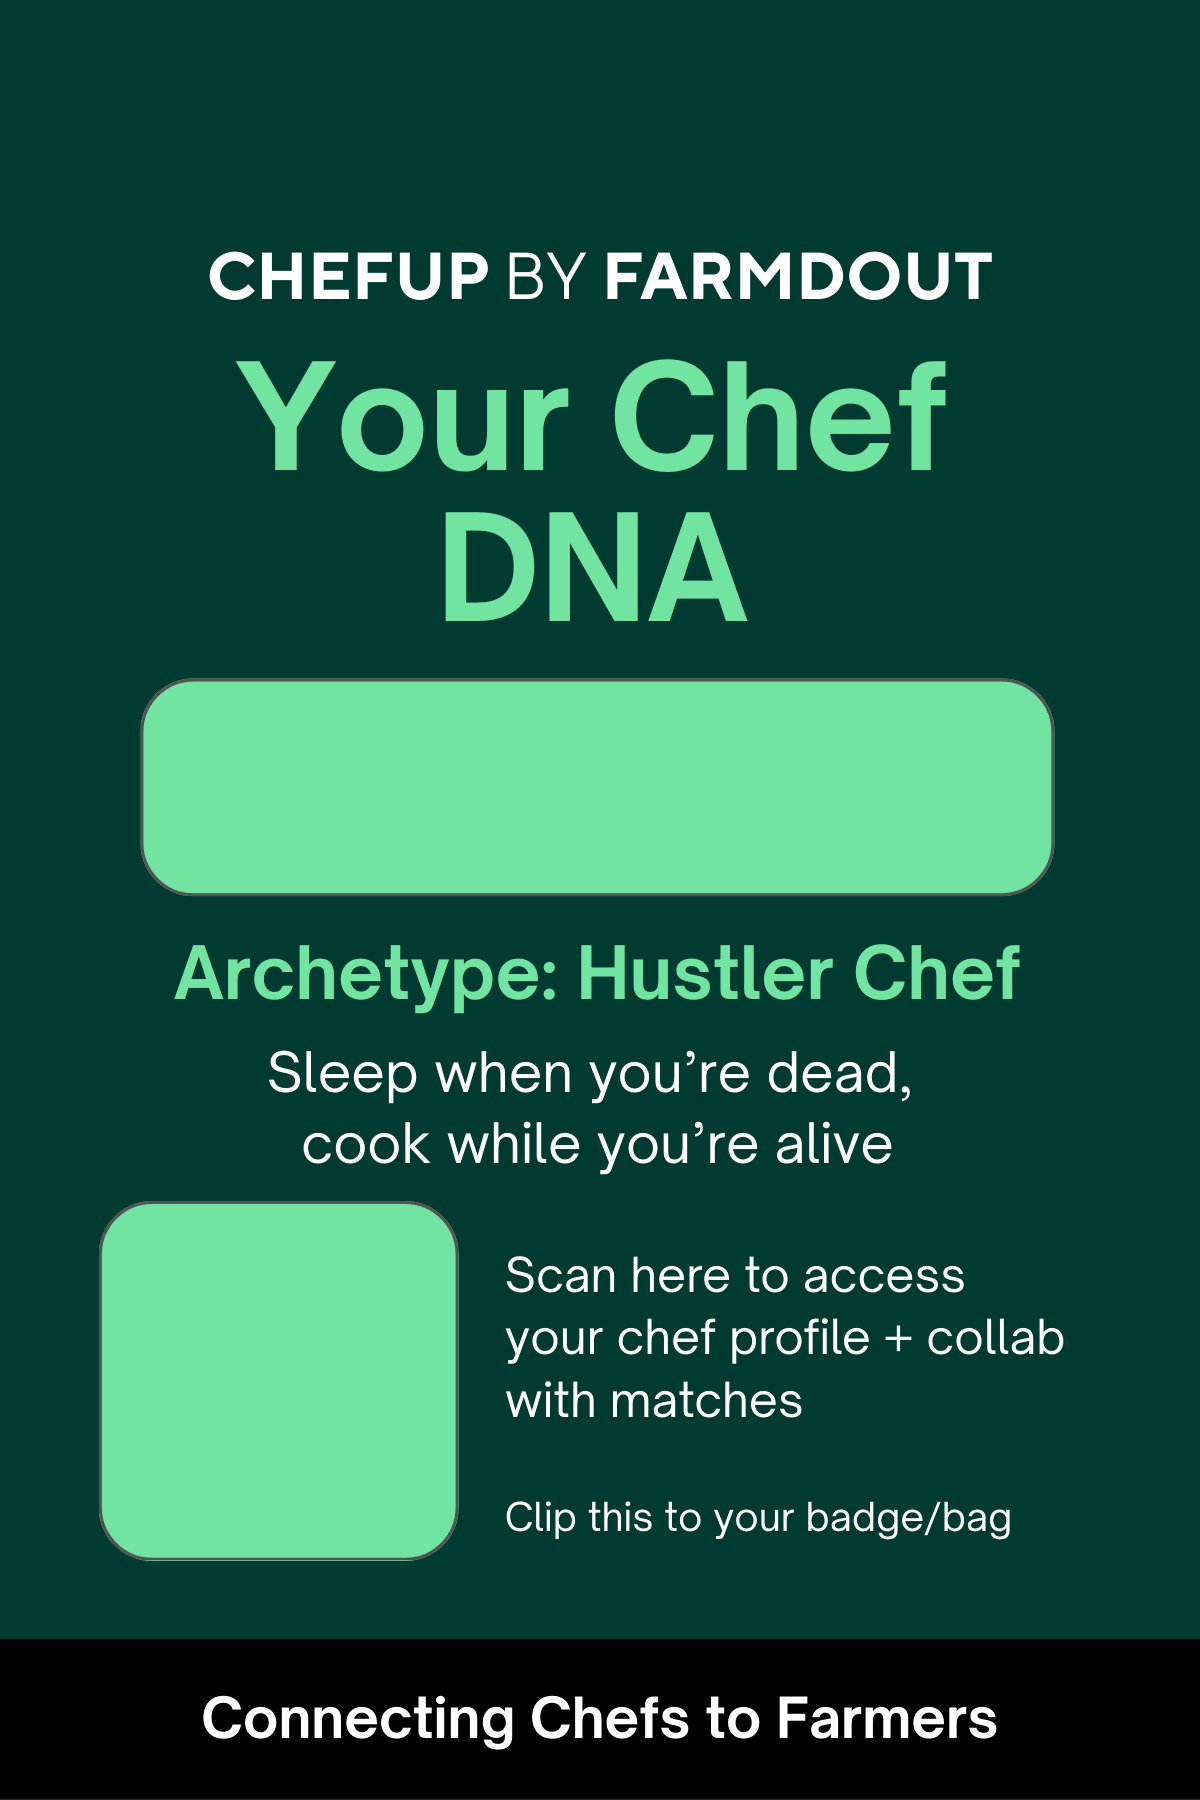 CHEFUP BY FARMDOUT
Your Chef
DNA
Archetype: Hustler Chef
Sleep when you’re dead,
cook while you’re alive
Scan here to access
your chef profile + collab
with matches
Clip this to your badge/bag
Connecting Chefs to Farmers